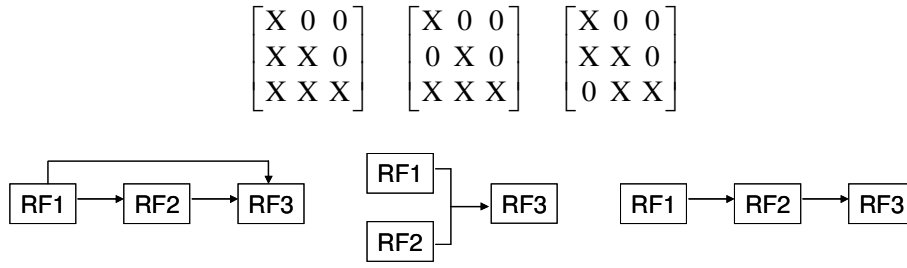 X 0 0 X 0 0 X 0 0
X X 0 0 X 0 X X 0
X X X X X X 0 X X
RF1 RF2 RF3
RF1
RF2
RF3
RF1 RF2 RF3